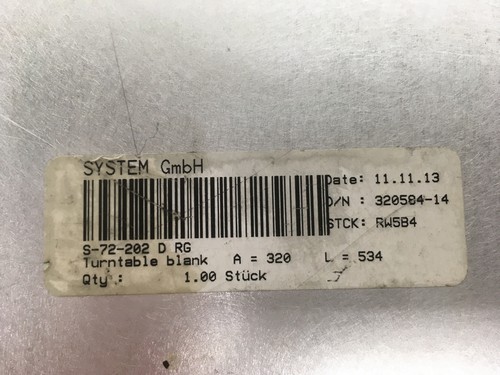 SYSTEM GmbH
Date: 11.11.13
O/N : 320584-14
STCK: RW5B4
S-72-202 D RG
Turntable blank A = 320 L = 534
Qty : 1.00 Stück